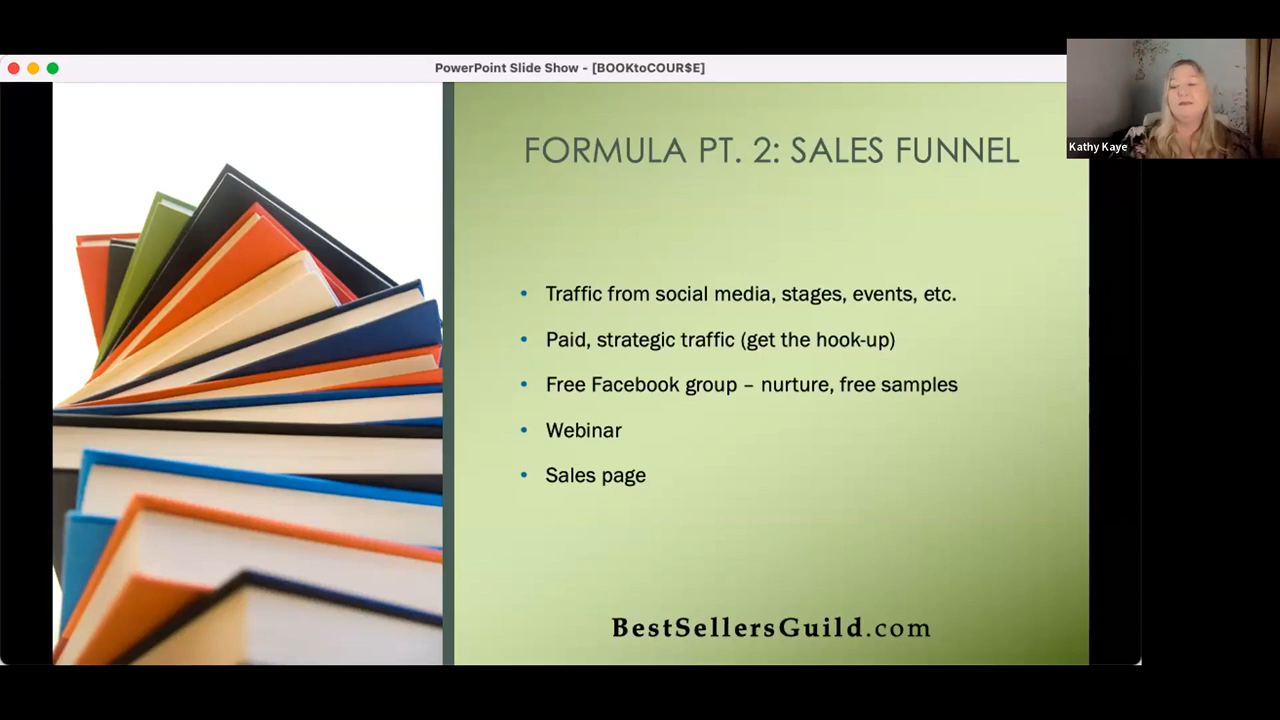 PowerPoint Slide Show - [BOOKtoCOUR$E]
Kathy Kaye
FORMULA PT. 2: SALES FUNNEL
• Traffic from social media, stages, events, etc.
• Paid, strategic traffic (get the hook-up)
• Free Facebook group – nurture, free samples
• Webinar
• Sales page
BestSellersGuild.com